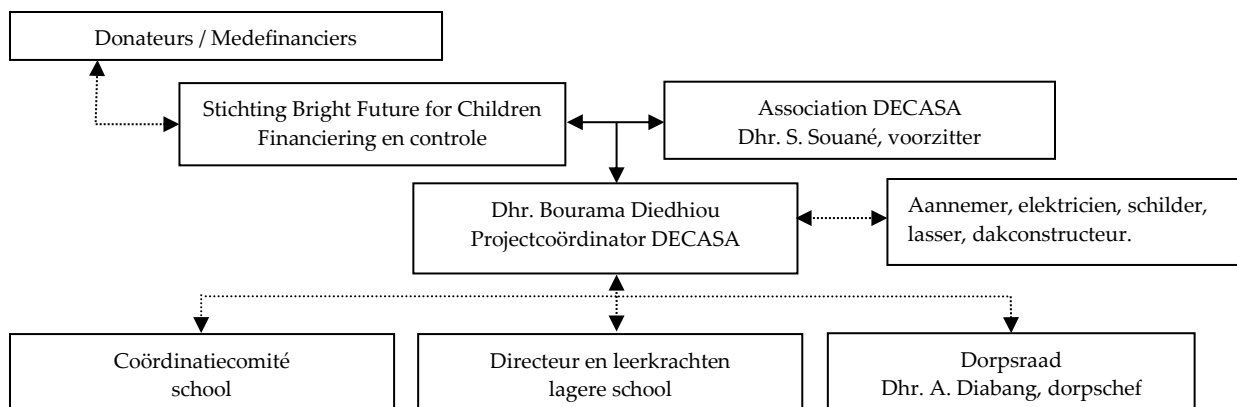 Donateurs / Medefinanciers
Stichting Bright Future for Children
Financiering en controle
Association DECASA
Dhr. S. Souané, voorzitter
Dhr. Bourama Diedhiou
Projectcoördinator DECASA
Aannemer, elektricien, schilder,
lasser, dakconstructeur.
Coördinatiecomité
school
Directeur en leerkrachten
lagere school
Dorpsraad
Dhr. A. Diabang, dorpschef